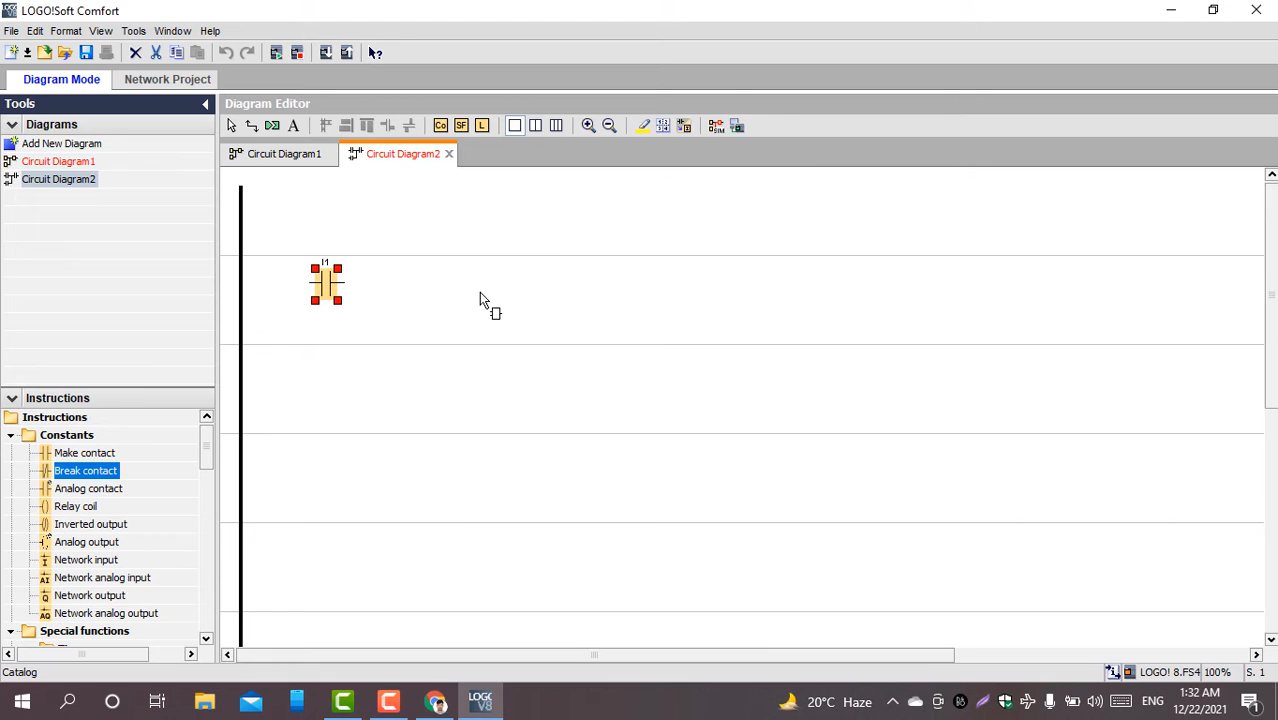 LOGO!Soft Comfort
File Edit Format View Tools Window Help
Diagram Mode Network Project
Tools
Diagram Editor
Diagrams
Add New Diagram
Circuit Diagram1
Circuit Diagram2
Co SF L
Circuit Diagram1 Circuit Diagram2
I1
Instructions
Instructions
Constants
Make contact
Break contact
Analog contact
Relay coil
Inverted output
Analog output
Network input
Network analog input
Network output
Network analog output
Special functions
Catalog
LOGO! 8.FS4 100% S. 1
20°C Haze
ENG
1:32 AM
12/22/2021